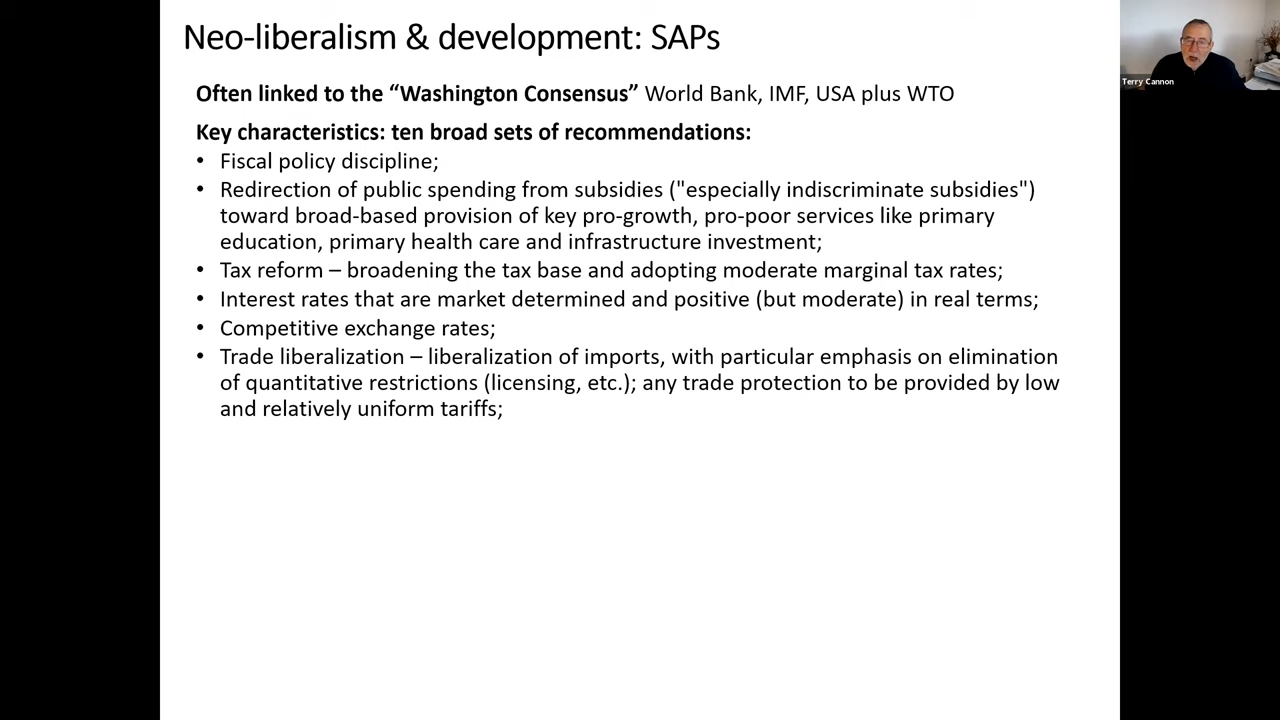 Neo-liberalism & development: SAPs
Terry Cannon
Often linked to the “Washington Consensus” World Bank, IMF, USA plus WTO
Key characteristics: ten broad sets of recommendations:
• Fiscal policy discipline;
• Redirection of public spending from subsidies ("especially indiscriminate subsidies")
toward broad-based provision of key pro-growth, pro-poor services like primary
education, primary health care and infrastructure investment;
• Tax reform – broadening the tax base and adopting moderate marginal tax rates;
• Interest rates that are market determined and positive (but moderate) in real terms;
• Competitive exchange rates;
• Trade liberalization – liberalization of imports, with particular emphasis on elimination
of quantitative restrictions (licensing, etc.); any trade protection to be provided by low
and relatively uniform tariffs;